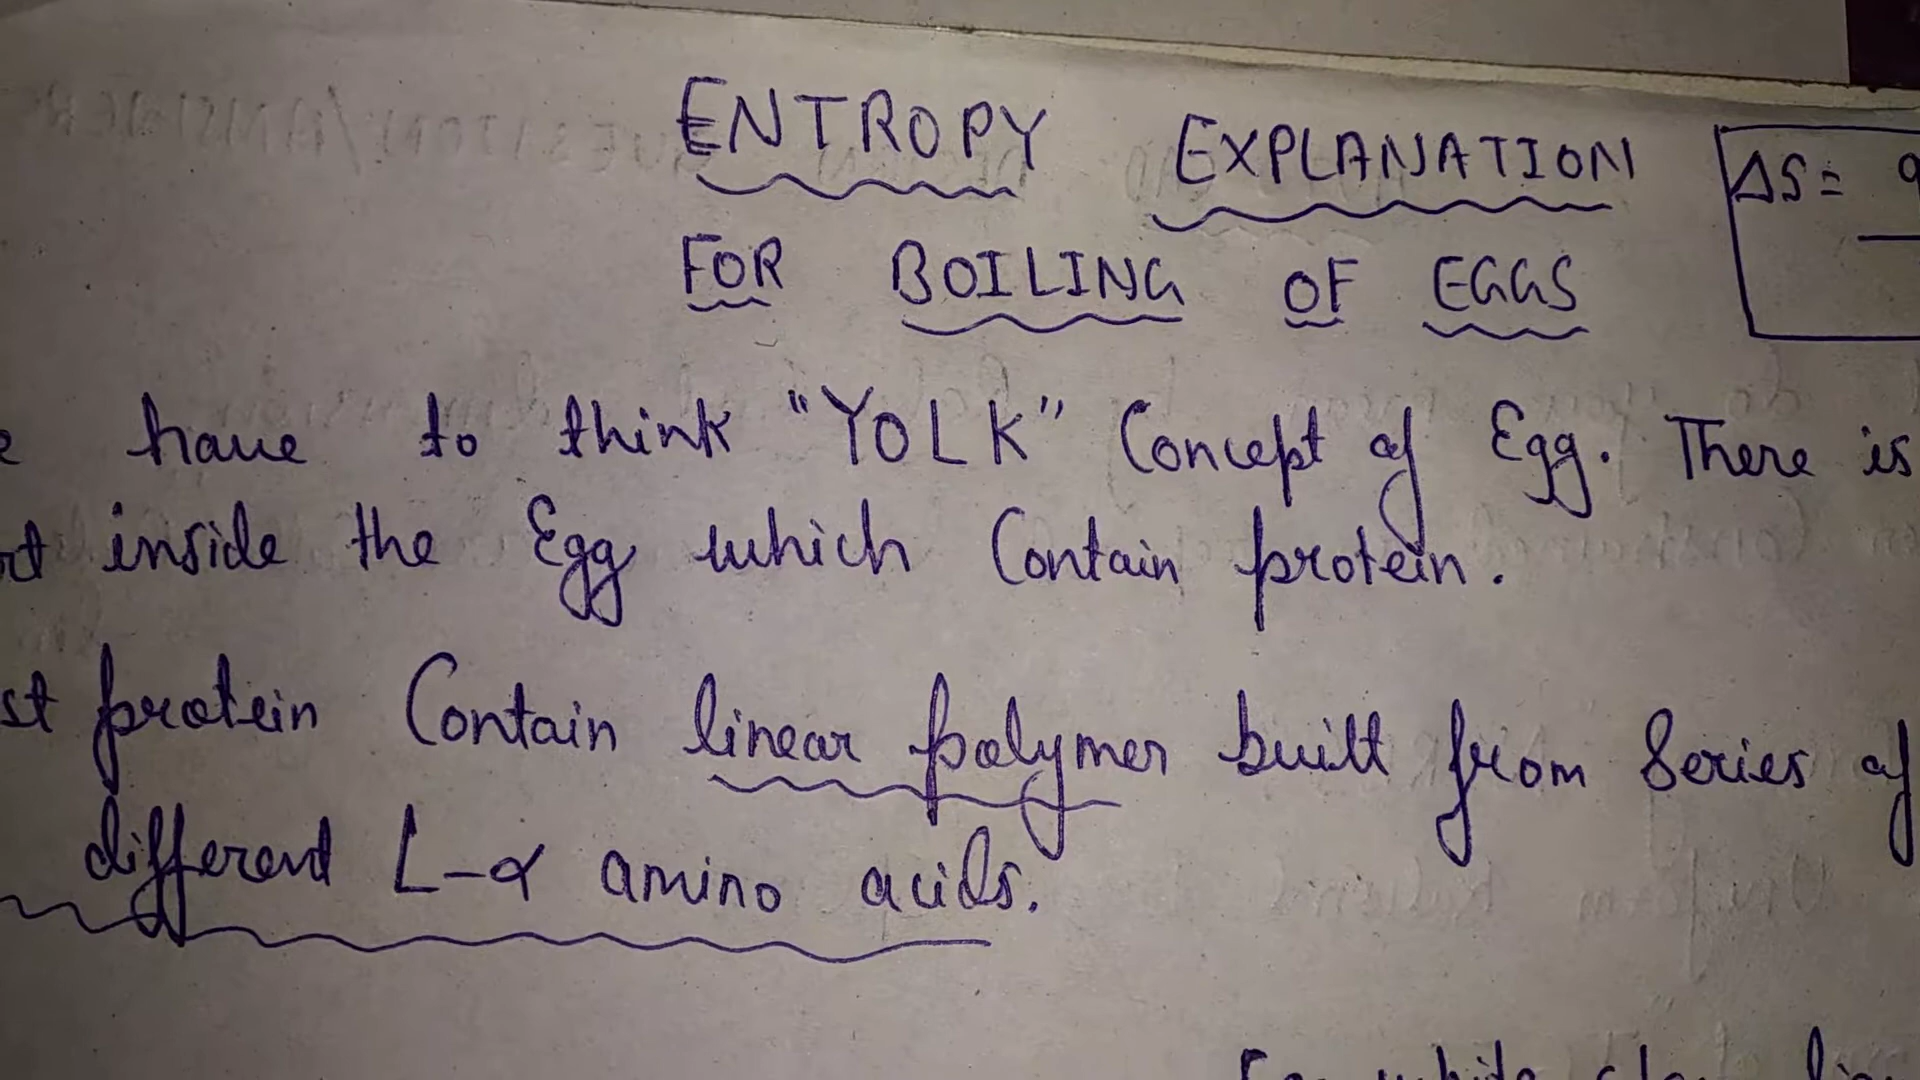 ENTROPY EXPLANATION
FOR BOILING OF EGGS
ΔS =
have to think "YOLK" Concept of Egg. There is
inside the Egg which Contain protein.
protein Contain linear polymer built from Series of
different L-α amino acids.